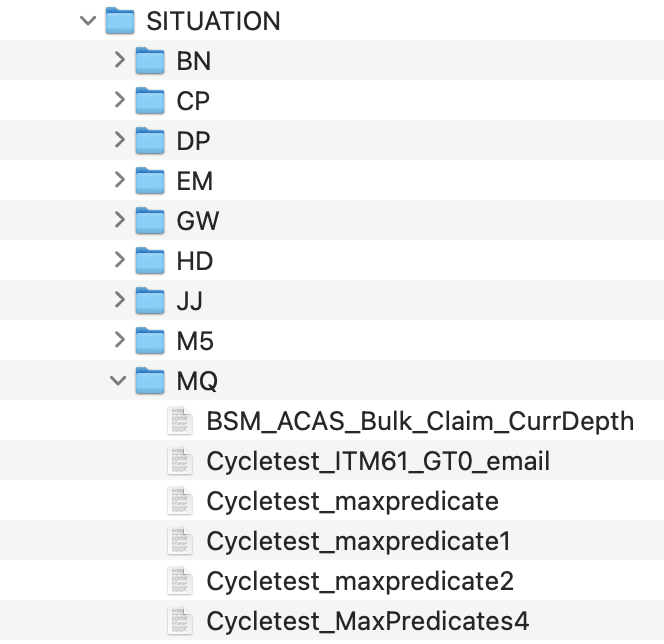 SITUATION
BN
CP
DP
EM
GW
HD
JJ
M5
MQ
BSM_ACAS_Bulk_Claim_CurrDepth
Cycletest_ITM61_GT0_email
Cycletest_maxpredicate
Cycletest_maxpredicate1
Cycletest_maxpredicate2
Cycletest_MaxPredicates4